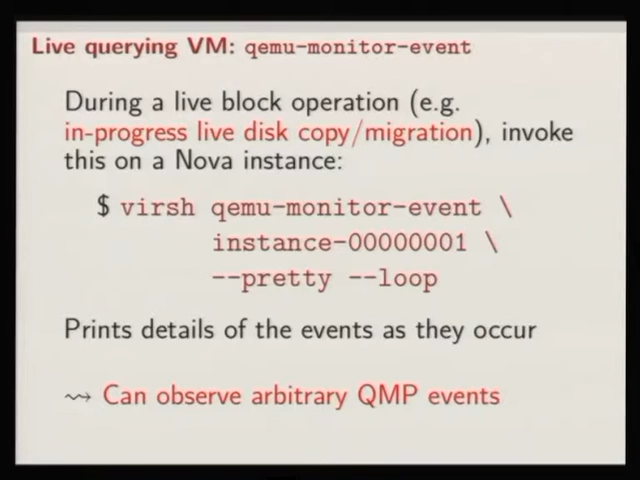 Live querying VM: qemu-monitor-event
During a live block operation (e.g.
in-progress live disk copy/migration), invoke
this on a Nova instance:
$ virsh qemu-monitor-event \
instance-00000001 \
--pretty --loop
Prints details of the events as they occur
⇝ Can observe arbitrary QMP events